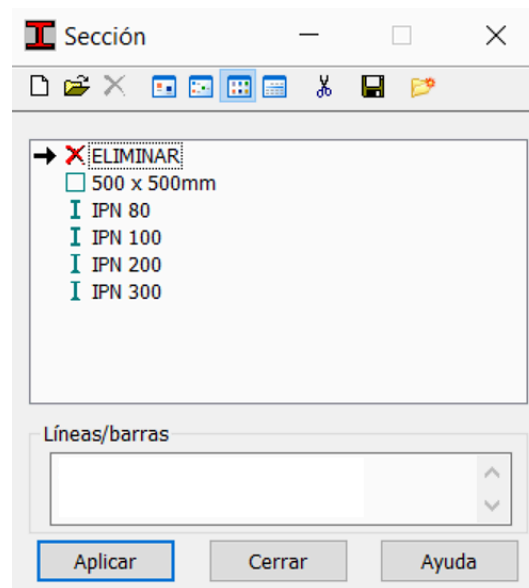 Sección
ELIMINAR
500 x 500mm
IPN 80
IPN 100
IPN 200
IPN 300
Líneas/barras
Aplicar
Cerrar
Ayuda